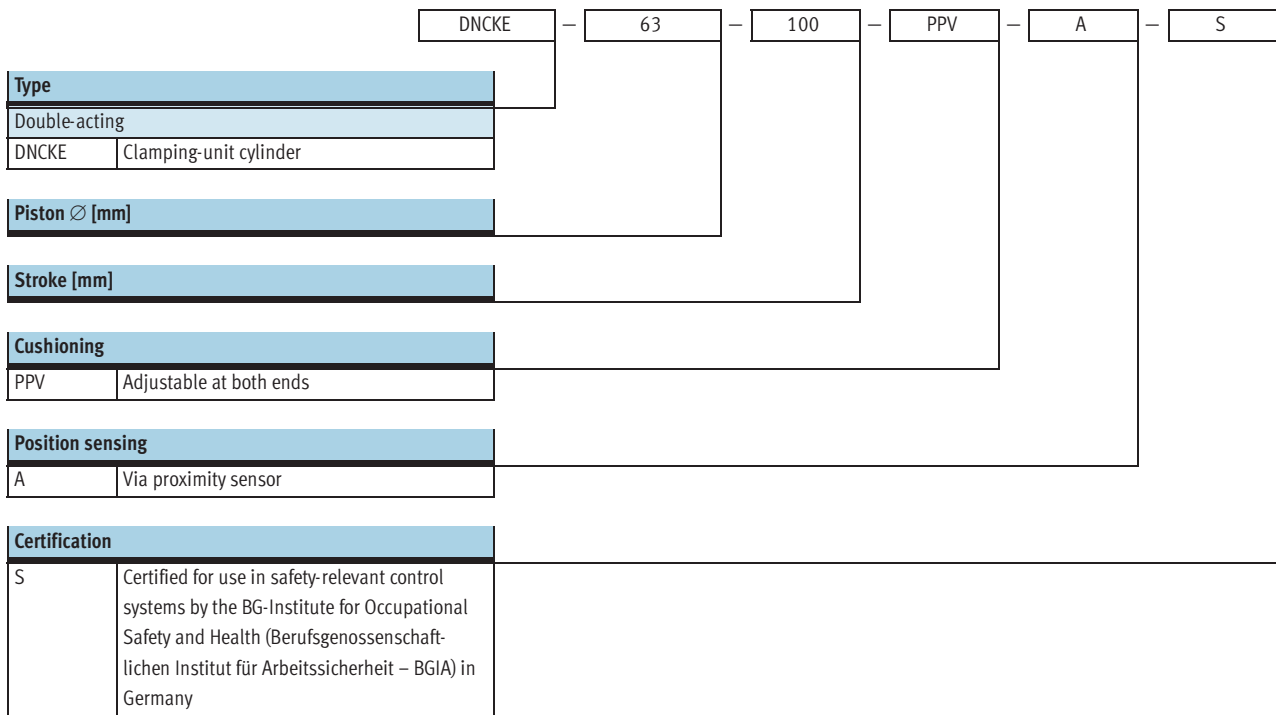 DNCKE – 63 – 100 – PPV – A – S
Type
Double-acting
DNCKE Clamping-unit cylinder
Piston ∅ [mm]
Stroke [mm]
Cushioning
PPV Adjustable at both ends
Position sensing
A Via proximity sensor
Certification
S Certified for use in safety-relevant control
systems by the BG-Institute for Occupational
Safety and Health (Berufsgenossenschaft-
lichen Institut für Arbeitssicherheit – BGIA) in
Germany